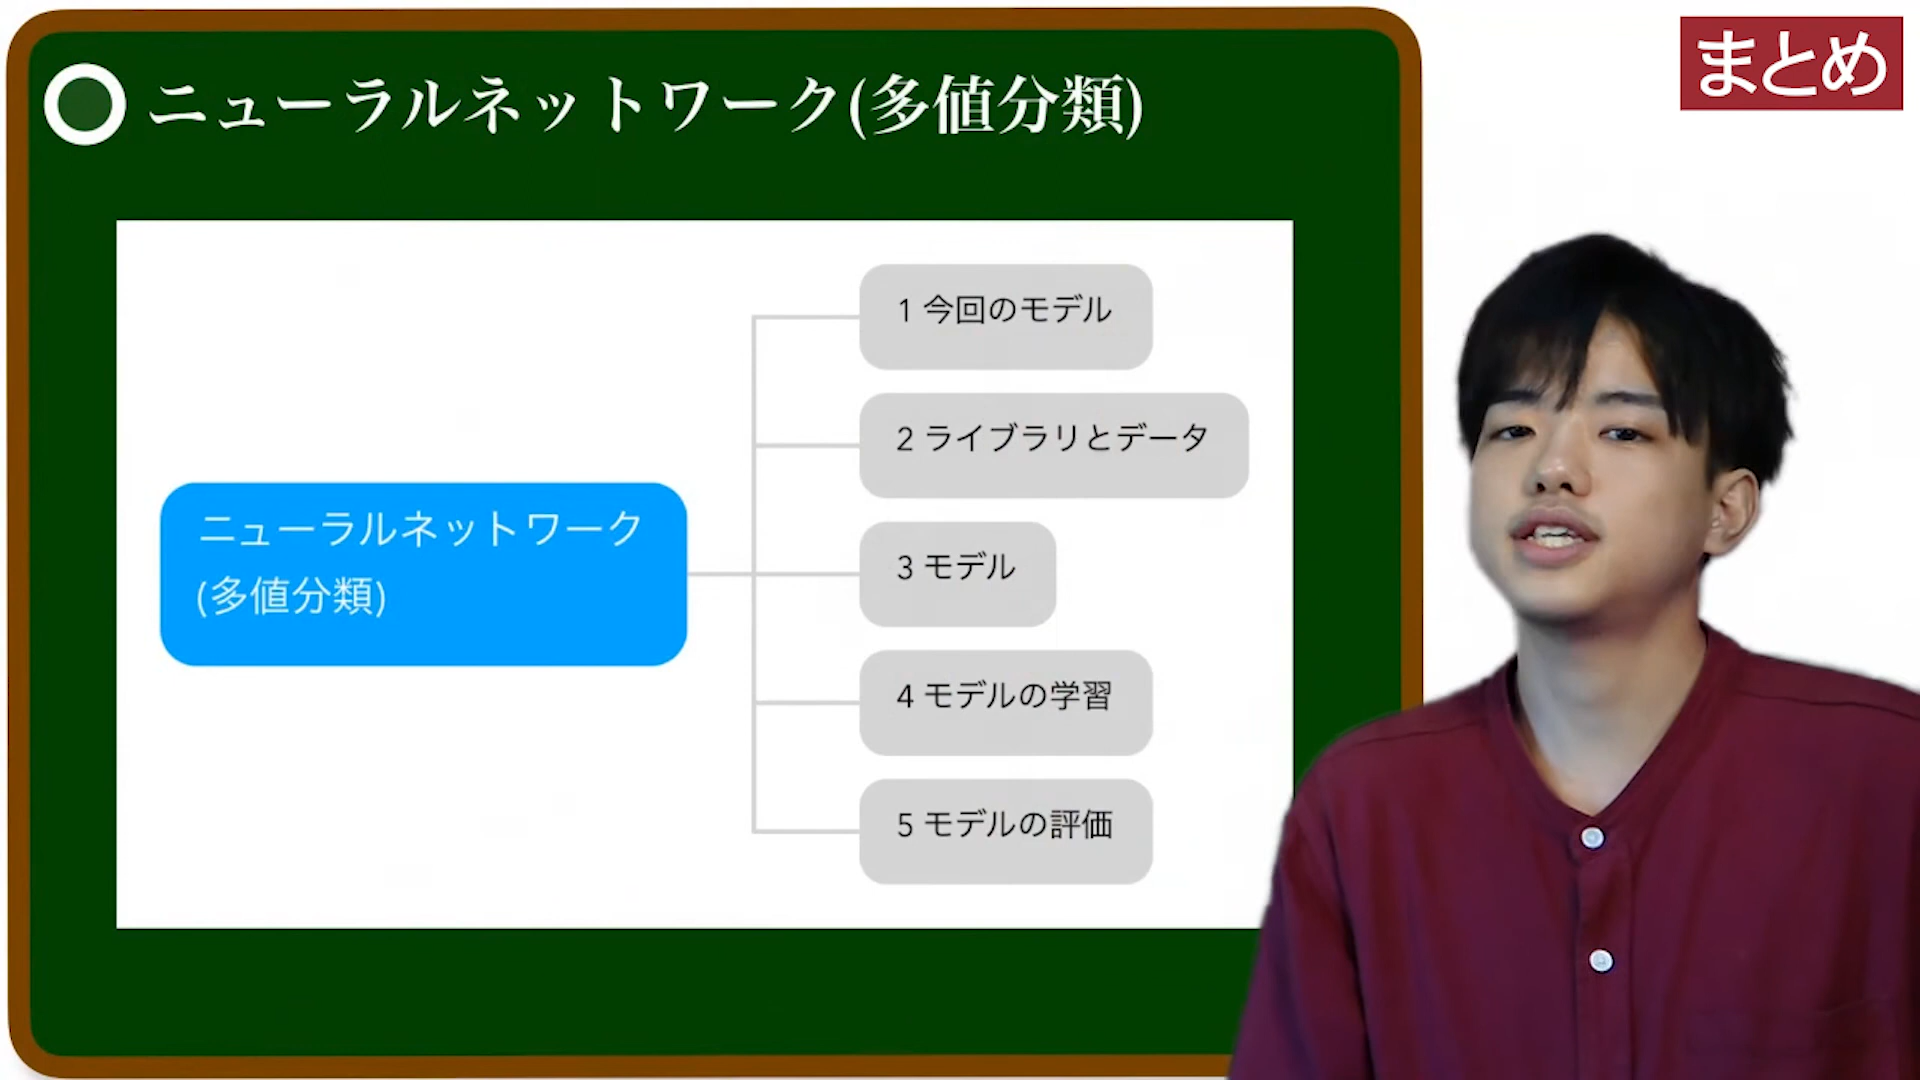 ニューラルネットワーク(多値分類)
まとめ
ニューラルネットワーク
(多値分類)
1 今回のモデル
2 ライブラリとデータ
3 モデル
4 モデルの学習
5 モデルの評価